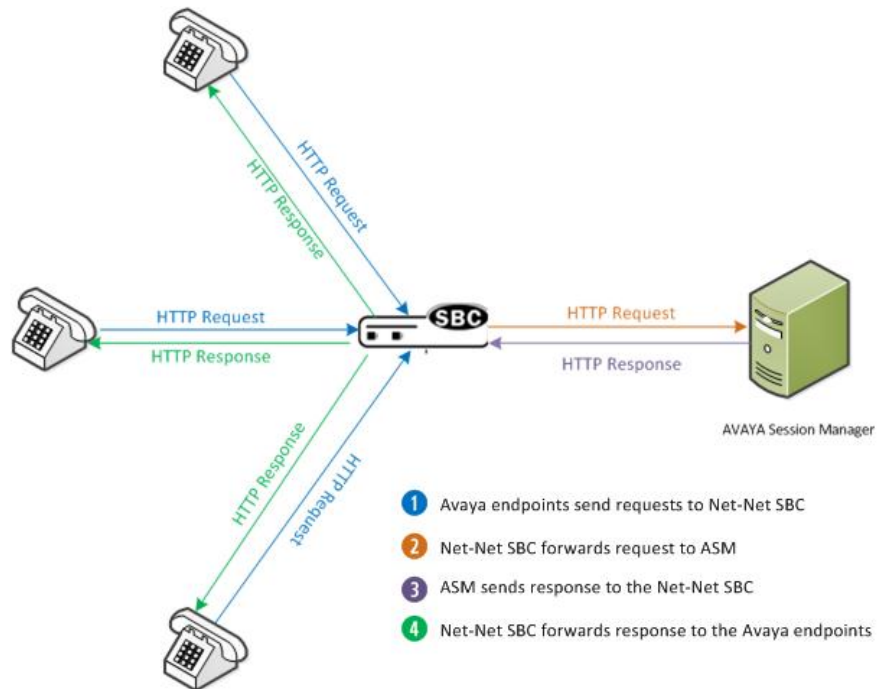 HTTP Request
HTTP Response
HTTP Request
HTTP Response
SBC
HTTP Request
HTTP Response
AVAYA Session Manager
HTTP Response
HTTP Request
1 Avaya endpoints send requests to Net-Net SBC
2 Net-Net SBC forwards request to ASM
3 ASM sends response to the Net-Net SBC
4 Net-Net SBC forwards response to the Avaya endpoints